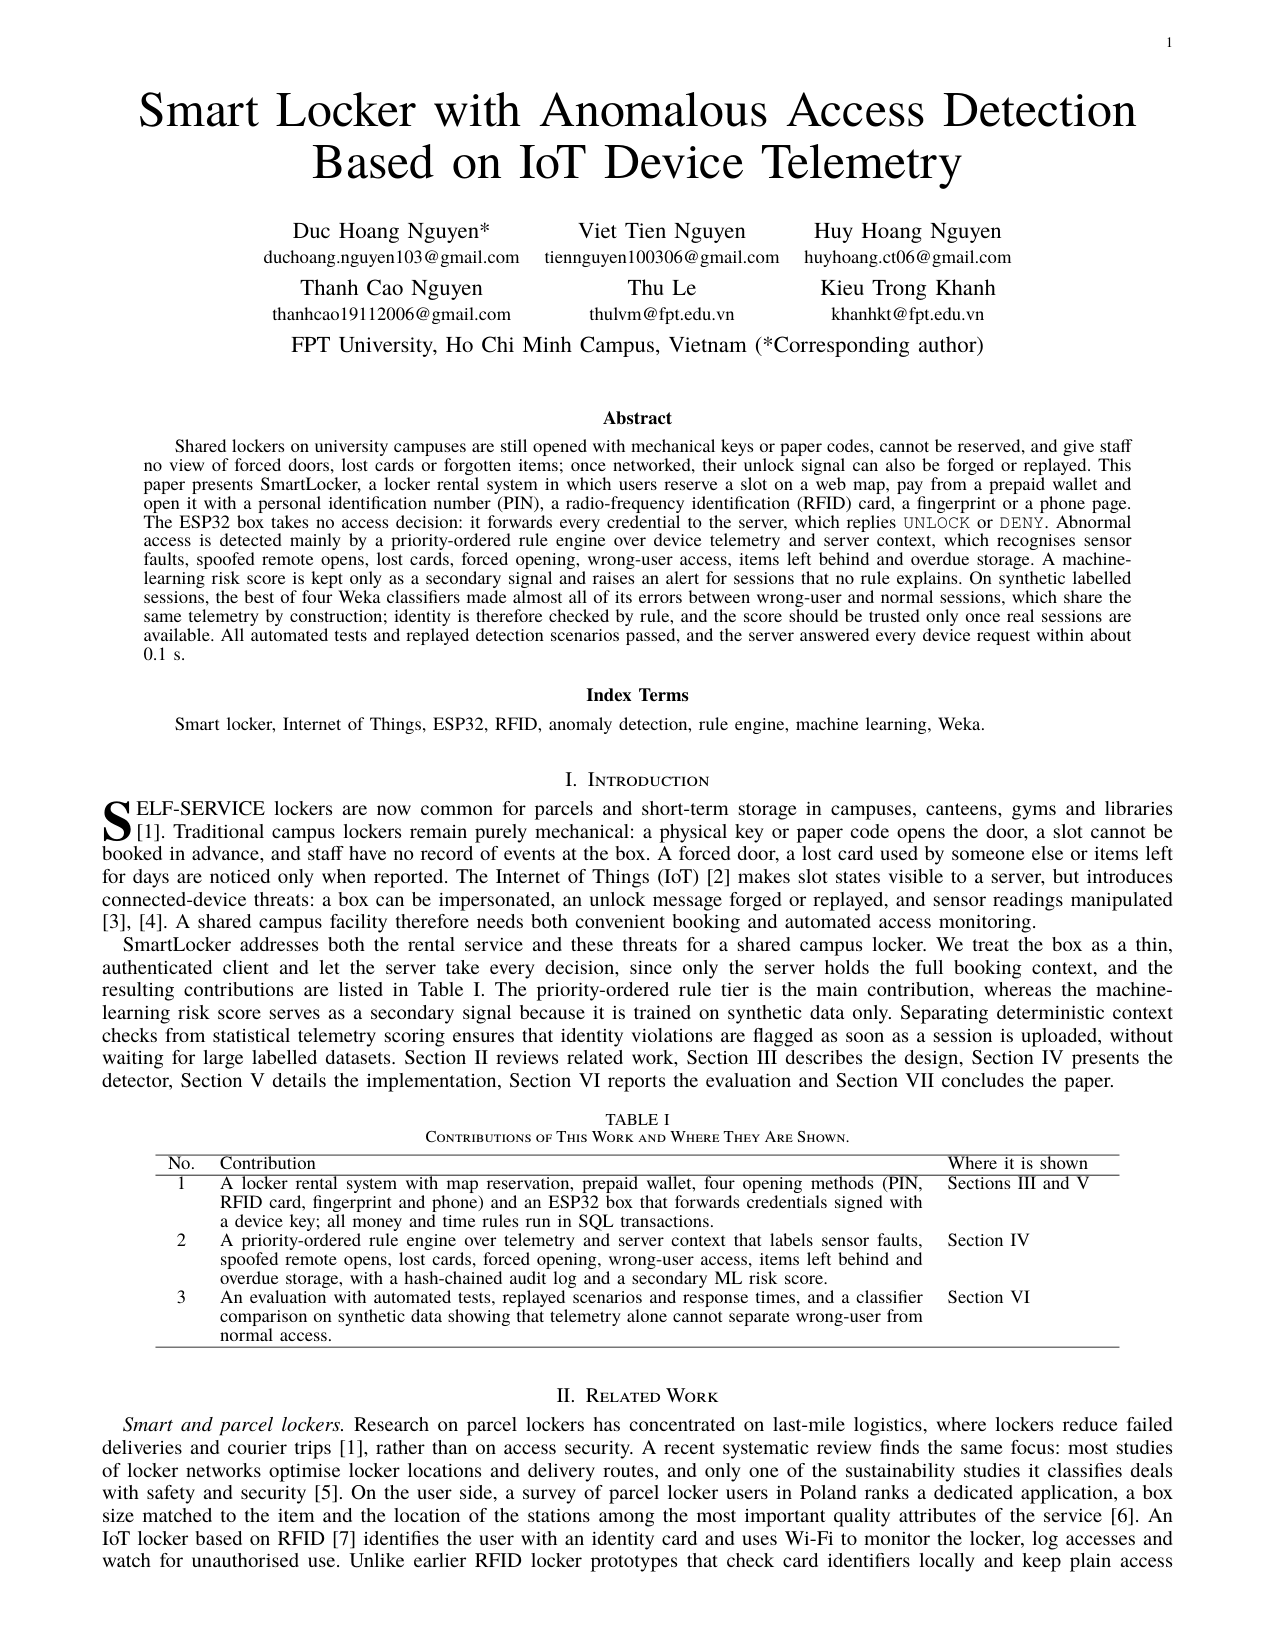 1
Smart Locker with Anomalous Access Detection
Based on IoT Device Telemetry
Duc Hoang Nguyen* Viet Tien Nguyen Huy Hoang Nguyen
duchoang.nguyen103@gmail.com tiennguyen100306@gmail.com huyhoang.ct06@gmail.com
Thanh Cao Nguyen Thu Le Kieu Trong Khanh
thanhcao19112006@gmail.com thulvm@fpt.edu.vn khanhkt@fpt.edu.vn
FPT University, Ho Chi Minh Campus, Vietnam (*Corresponding author)
Abstract
Shared lockers on university campuses are still opened with mechanical keys or paper codes, cannot be reserved, and give staff
no view of forced doors, lost cards or forgotten items; once networked, their unlock signal can also be forged or replayed. This
paper presents SmartLocker, a locker rental system in which users reserve a slot on a web map, pay from a prepaid wallet and
open it with a personal identification number (PIN), a radio-frequency identification (RFID) card, a fingerprint or a phone page.
The ESP32 box takes no access decision: it forwards every credential to the server, which replies UNLOCK or DENY. Abnormal
access is detected mainly by a priority-ordered rule engine over device telemetry and server context, which recognises sensor
faults, spoofed remote opens, lost cards, forced opening, wrong-user access, items left behind and overdue storage. A machine-
learning risk score is kept only as a secondary signal and raises an alert for sessions that no rule explains. On synthetic labelled
sessions, the best of four Weka classifiers made almost all of its errors between wrong-user and normal sessions, which share the
same telemetry by construction; identity is therefore checked by rule, and the score should be trusted only once real sessions are
available. All automated tests and replayed detection scenarios passed, and the server answered every device request within about
0.1 s.
Index Terms
Smart locker, Internet of Things, ESP32, RFID, anomaly detection, rule engine, machine learning, Weka.
I. Introduction
SELF-SERVICE lockers are now common for parcels and short-term storage in campuses, canteens, gyms and libraries
[1]. Traditional campus lockers remain purely mechanical: a physical key or paper code opens the door, a slot cannot be
booked in advance, and staff have no record of events at the box. A forced door, a lost card used by someone else or items left
for days are noticed only when reported. The Internet of Things (IoT) [2] makes slot states visible to a server, but introduces
connected-device threats: a box can be impersonated, an unlock message forged or replayed, and sensor readings manipulated
[3], [4]. A shared campus facility therefore needs both convenient booking and automated access monitoring.
SmartLocker addresses both the rental service and these threats for a shared campus locker. We treat the box as a thin,
authenticated client and let the server take every decision, since only the server holds the full booking context, and the
resulting contributions are listed in Table I. The priority-ordered rule tier is the main contribution, whereas the machine-
learning risk score serves as a secondary signal because it is trained on synthetic data only. Separating deterministic context
checks from statistical telemetry scoring ensures that identity violations are flagged as soon as a session is uploaded, without
waiting for large labelled datasets. Section II reviews related work, Section III describes the design, Section IV presents the
detector, Section V details the implementation, Section VI reports the evaluation and Section VII concludes the paper.
TABLE I
Contributions of This Work and Where They Are Shown.
No. Contribution Where it is shown
1 A locker rental system with map reservation, prepaid wallet, four opening methods (PIN, Sections III and V
RFID card, fingerprint and phone) and an ESP32 box that forwards credentials signed with
a device key; all money and time rules run in SQL transactions.
2 A priority-ordered rule engine over telemetry and server context that labels sensor faults, Section IV
spoofed remote opens, lost cards, forced opening, wrong-user access, items left behind and
overdue storage, with a hash-chained audit log and a secondary ML risk score.
3 An evaluation with automated tests, replayed scenarios and response times, and a classifier Section VI
comparison on synthetic data showing that telemetry alone cannot separate wrong-user from
normal access.
II. Related Work
Smart and parcel lockers. Research on parcel lockers has concentrated on last-mile logistics, where lockers reduce failed
deliveries and courier trips [1], rather than on access security. A recent systematic review finds the same focus: most studies
of locker networks optimise locker locations and delivery routes, and only one of the sustainability studies it classifies deals
with safety and security [5]. On the user side, a survey of parcel locker users in Poland ranks a dedicated application, a box
size matched to the item and the location of the stations among the most important quality attributes of the service [6]. An
IoT locker based on RFID [7] identifies the user with an identity card and uses Wi-Fi to monitor the locker, log accesses and
watch for unauthorised use. Unlike earlier RFID locker prototypes that check card identifiers locally and keep plain access